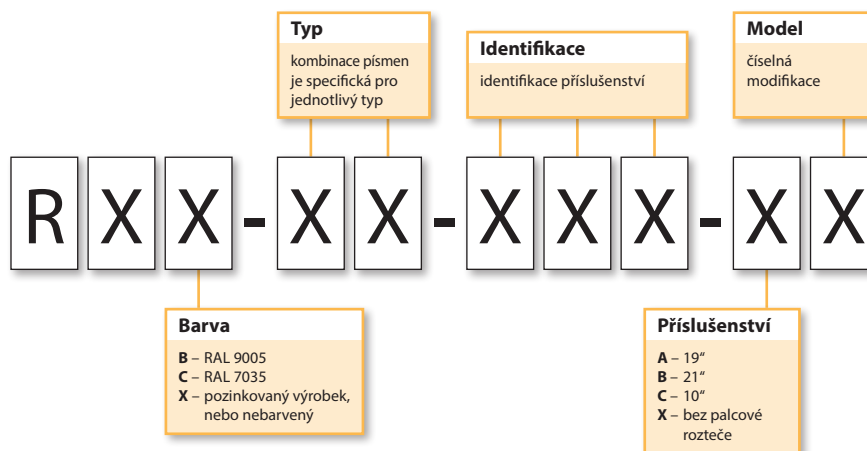 Typ
kombinace písmen
je specifická pro
jednotlivý typ
Identifikace
identifikace příslušenství
Model
číselná
modifikace
R X X - X X - X X X - X X
Barva
B – RAL 9005
C – RAL 7035
X – pozinkovaný výrobek,
nebo nebarvený
Příslušenství
A – 19“
B – 21“
C – 10“
X – bez palcové
rozteče